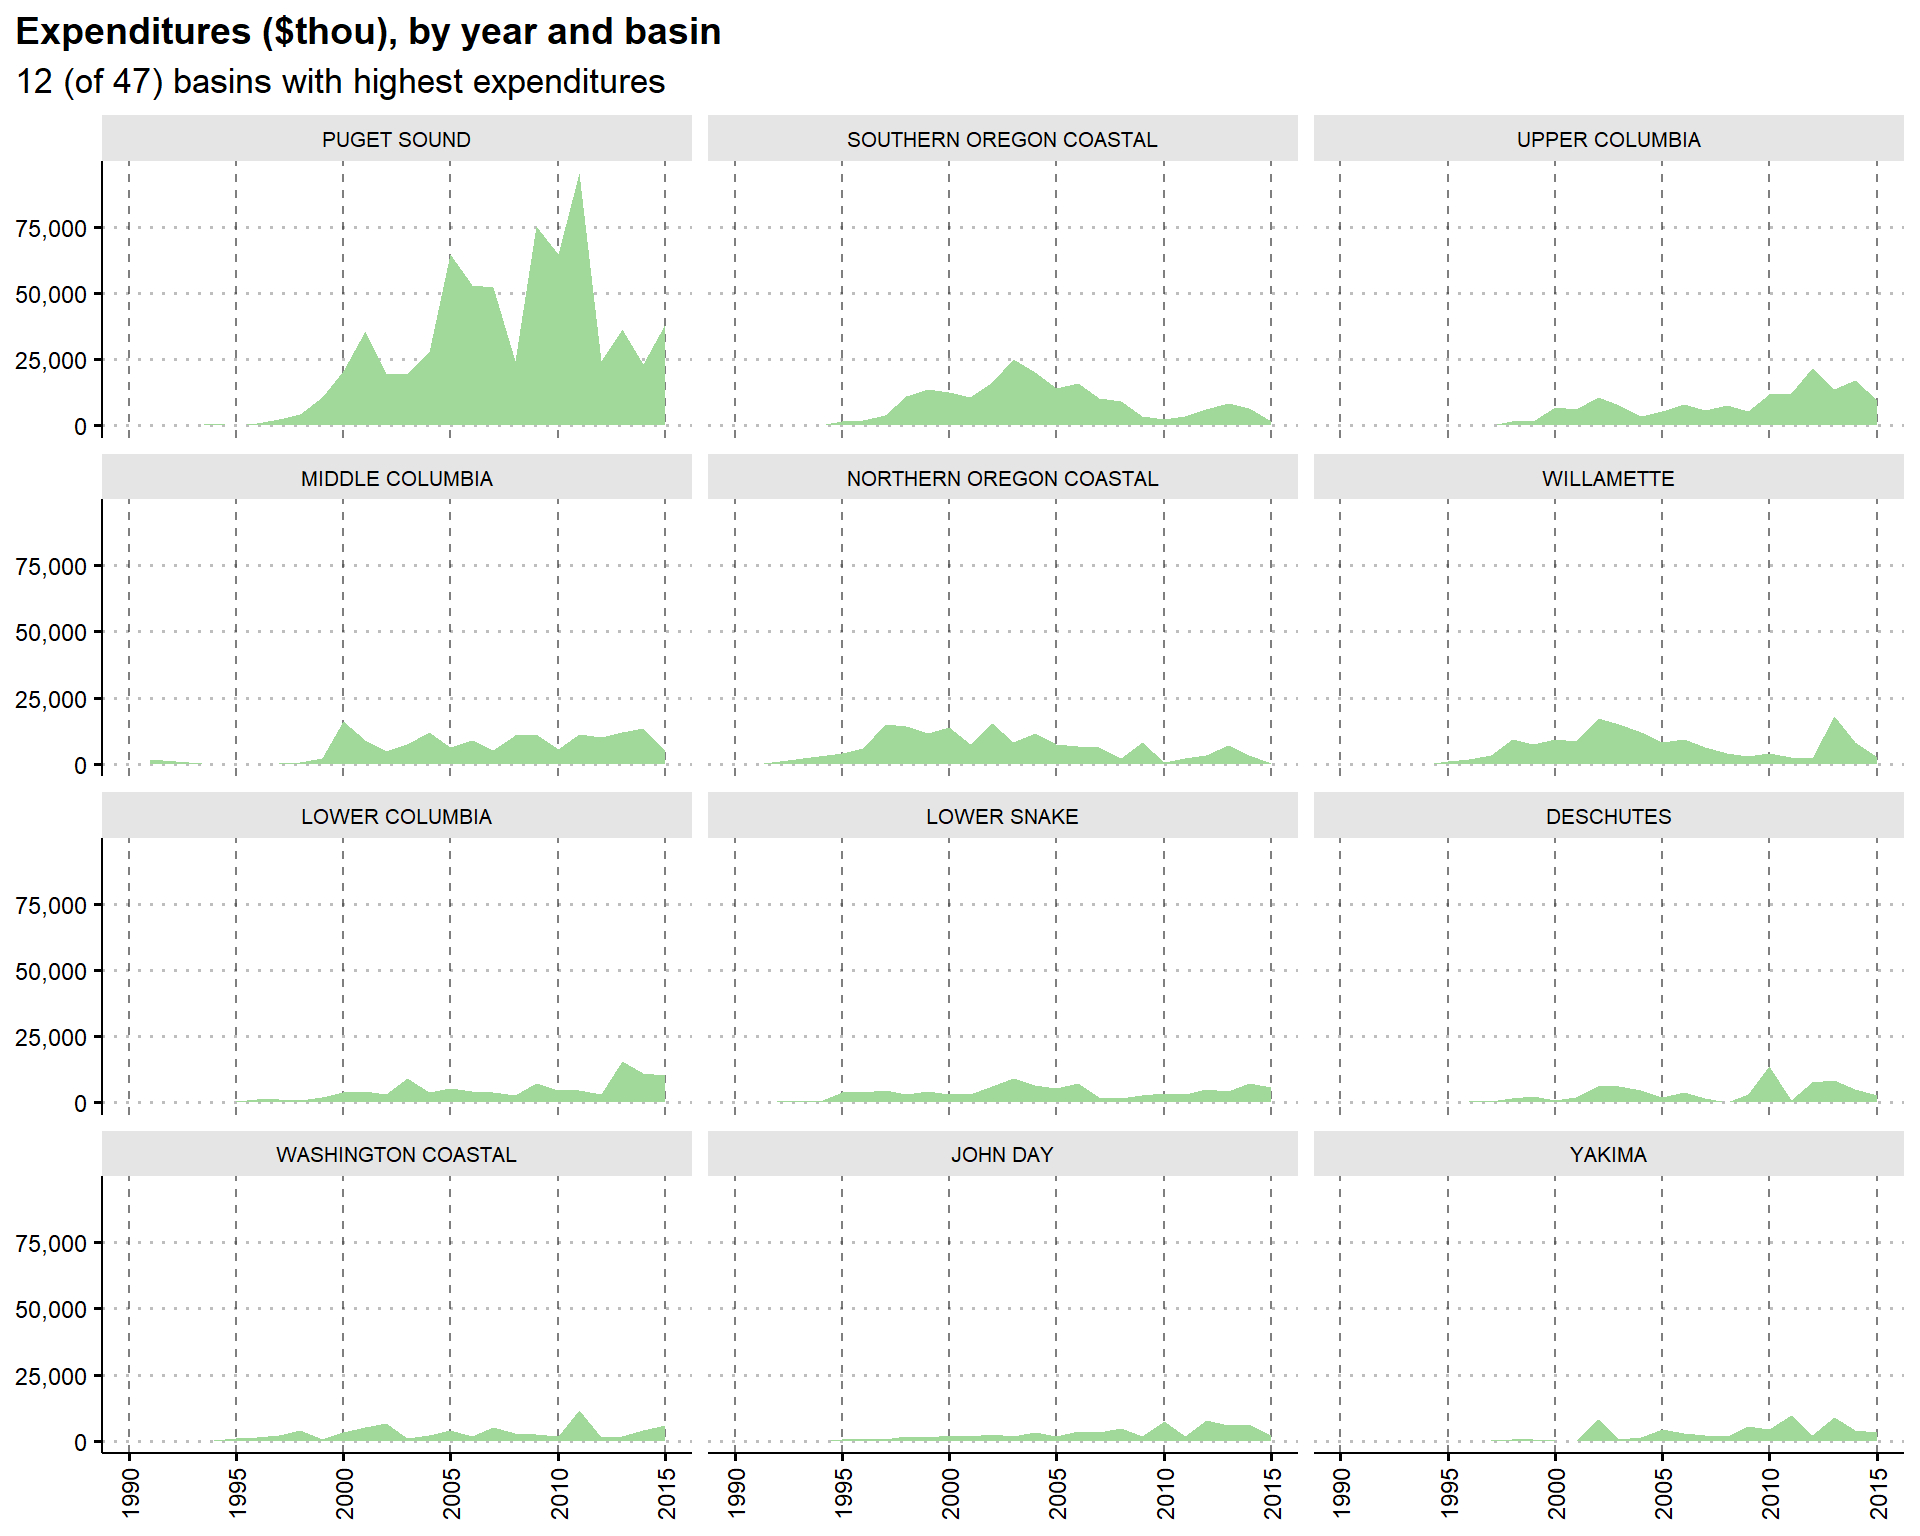 Expenditures ($thou), by year and basin
12 (of 47) basins with highest expenditures
PUGET SOUND
SOUTHERN OREGON COASTAL
UPPER COLUMBIA
75,000
50,000
25,000
0
MIDDLE COLUMBIA
NORTHERN OREGON COASTAL
WILLAMETTE
75,000
50,000
25,000
0
LOWER COLUMBIA
LOWER SNAKE
DESCHUTES
75,000
50,000
25,000
0
WASHINGTON COASTAL
JOHN DAY
YAKIMA
75,000
50,000
25,000
0
1990
1995
2000
2005
2010
2015
1990
1995
2000
2005
2010
2015
1990
1995
2000
2005
2010
2015